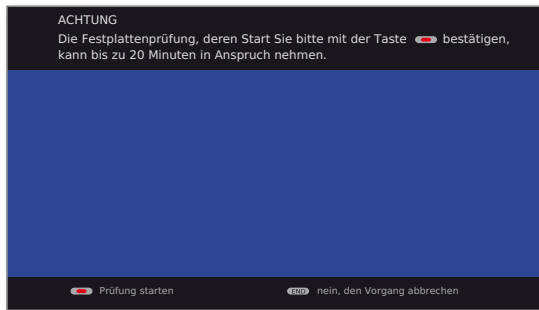 ACHTUNG
Die Festplattenprüfung, deren Start Sie bitte mit der Taste bestätigen,
kann bis zu 20 Minuten in Anspruch nehmen.
Prüfung starten
END nein, den Vorgang abbrechen